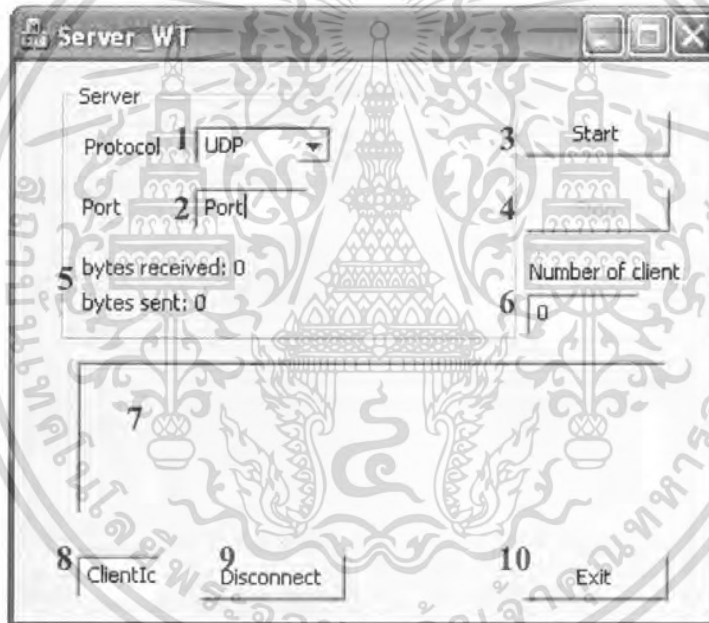 Server_WT
Server
Protocol 1 UDP 3 Start
Port 2 Port 4
5 bytes received: 0
bytes sent: 0
Number of client
6 0
7
8 ClientIc 9 Disconnect 10 Exit